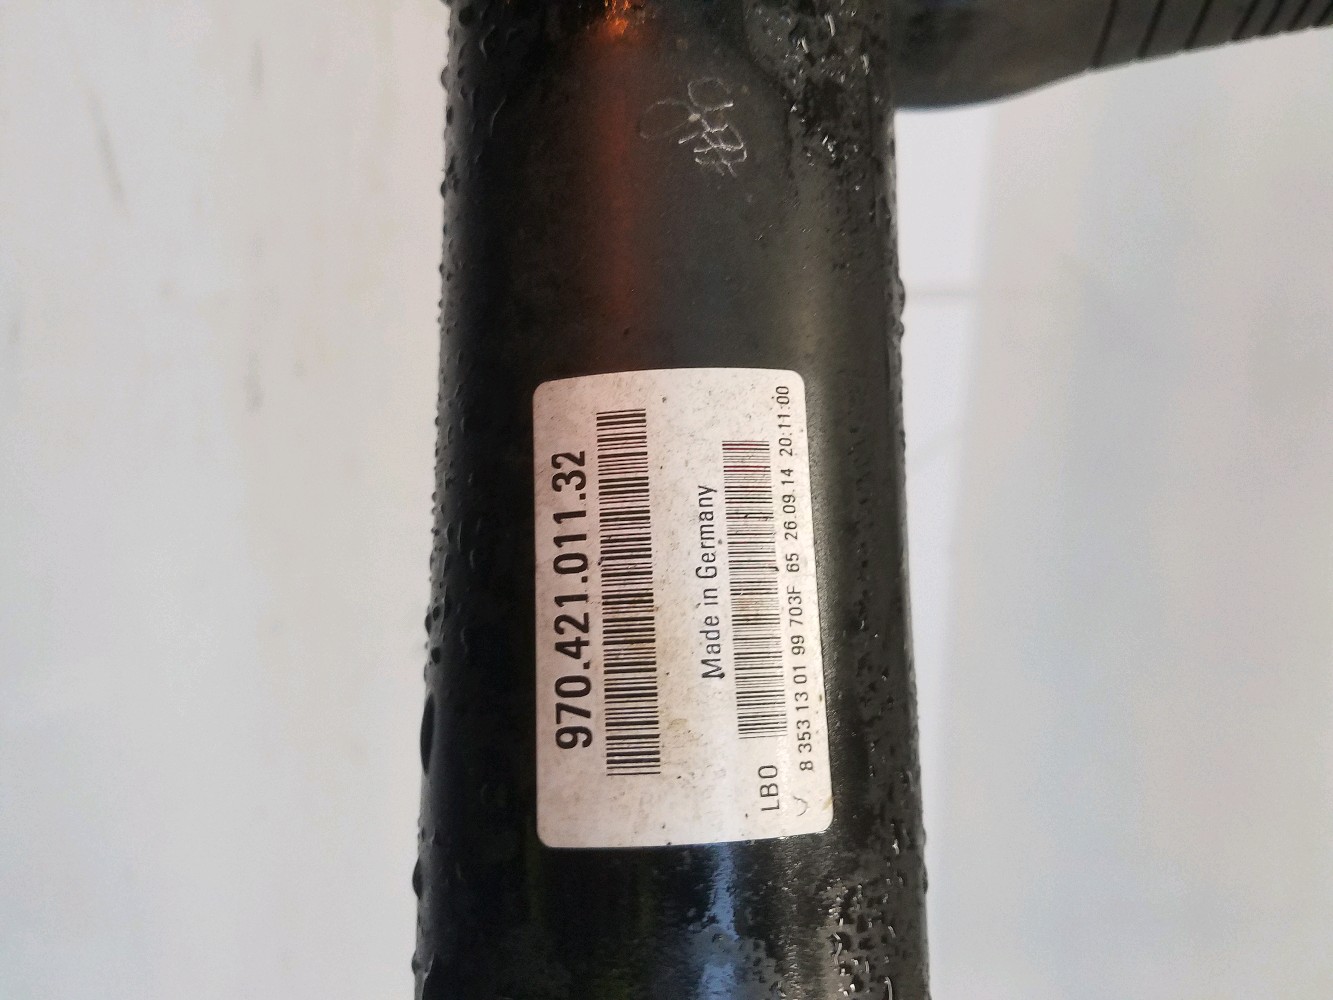 970.421.011.32
Made in Germany
LB0
8 353 13 01 99 703F 65 26.09.14 20:11:00